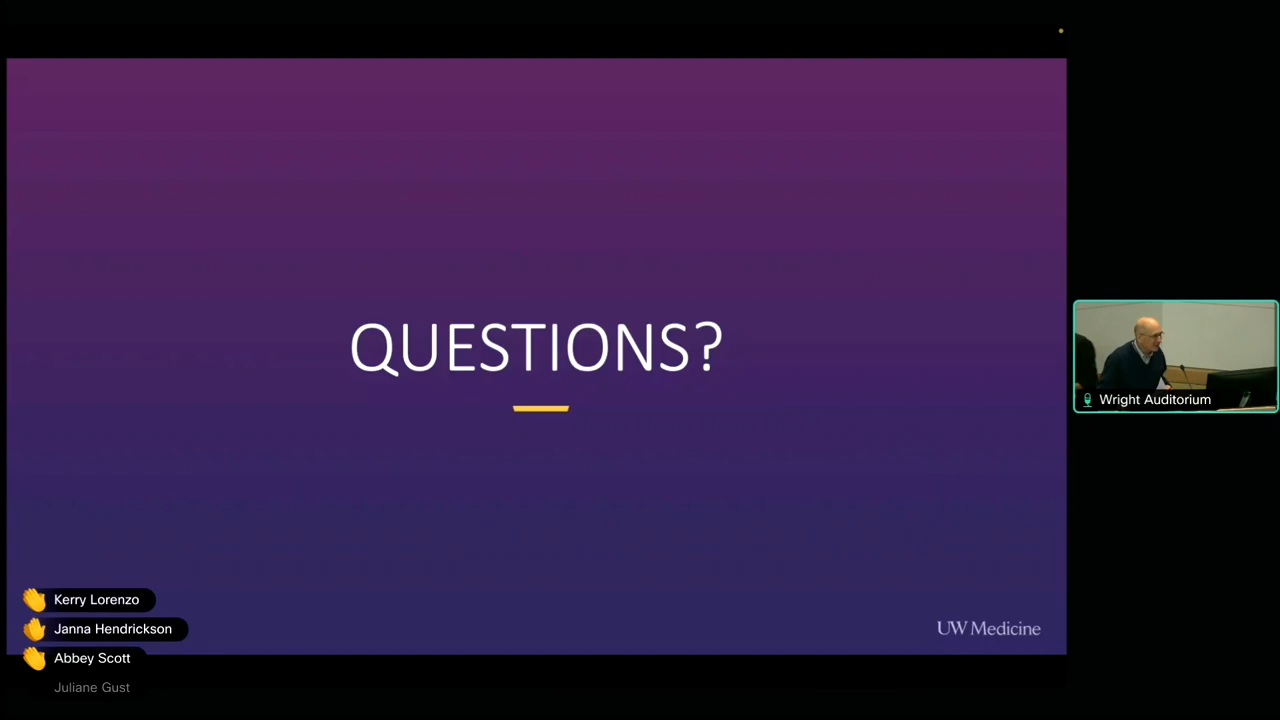 QUESTIONS?
Wright Auditorium
Kerry Lorenzo
Janna Hendrickson
UW Medicine
Abbey Scott
Juliane Gust